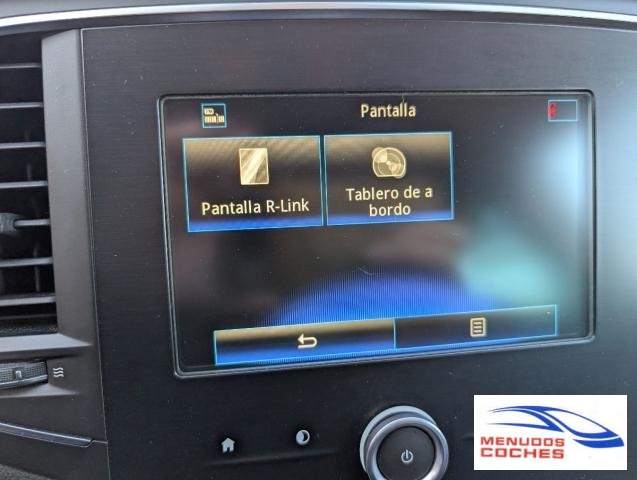 Pantalla
Pantalla R-Link
Tablero de a
bordo
MENUDOS
COCHES